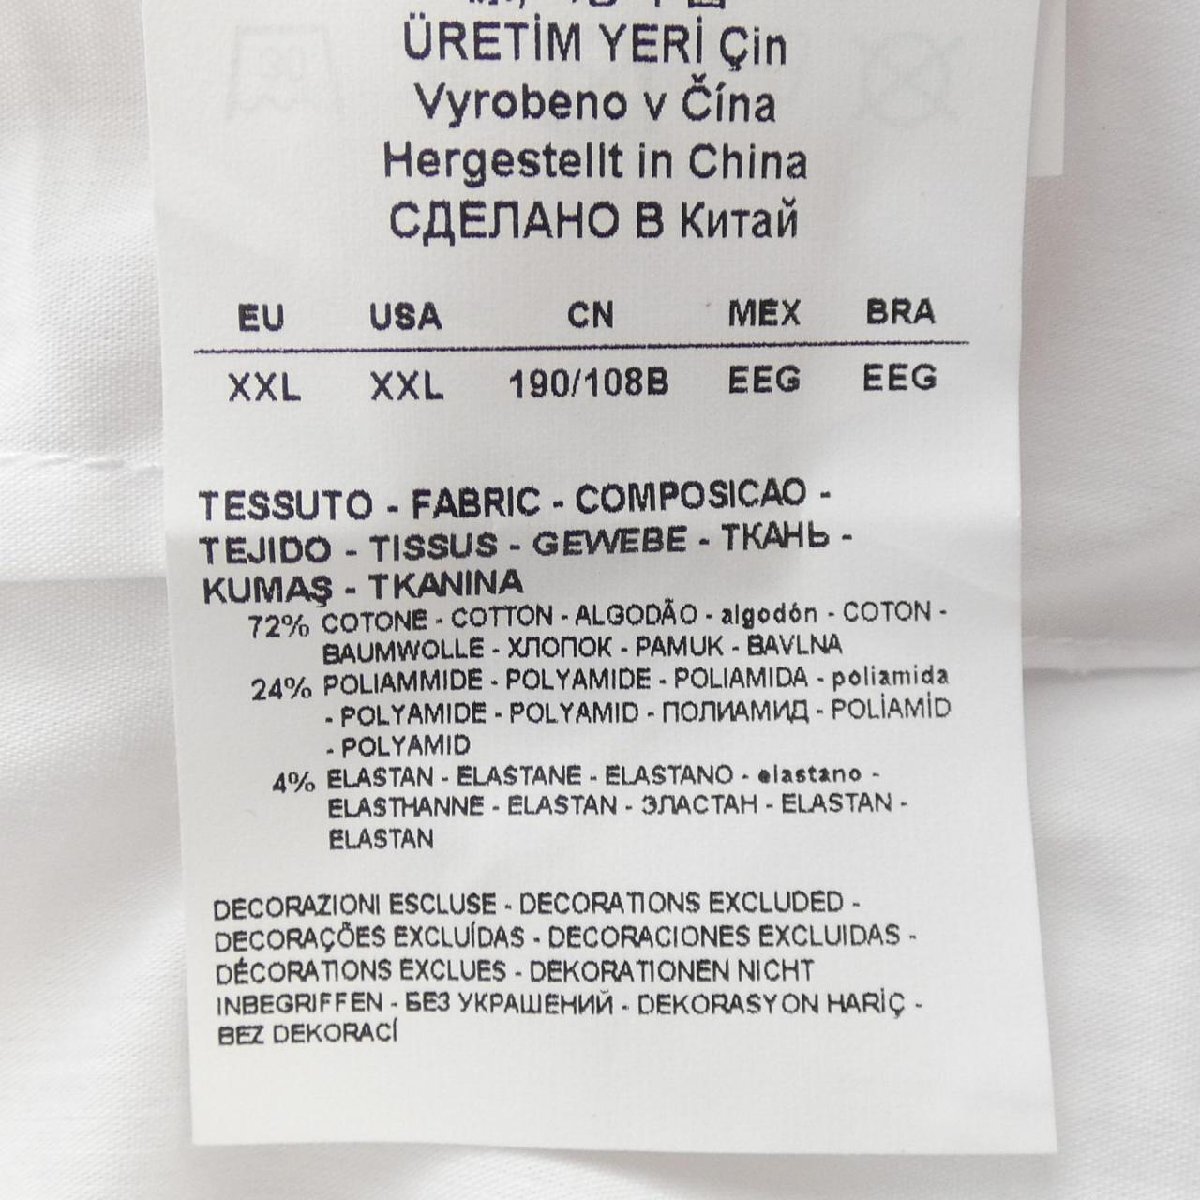 ÜRETİM YERİ Çin
Vyrobeno v Čína
Hergestellt in China
СДЕЛАНО В Китай
EU USA CN MEX BRA
XXL XXL 190/108B EEG EEG
TESSUTO - FABRIC - COMPOSICAO -
TEJIDO - TISSUS - GEWEBE - ТКАНЬ -
KUMAŞ - TKANINA
72% COTONE - COTTON - ALGODÃO - algodón - COTON -
BAUMWOLLE - ХЛОПОК - PAMUK - BAVLNA
24% POLIAMMIDE - POLYAMIDE - POLIAMIDA - poliamida
- POLYAMIDE - POLYAMID - ПОЛИАМИД - POLİAMİD
- POLYAMID
4% ELASTAN - ELASTANE - ELASTANO - elastano -
ELASTHANNE - ELASTAN - ЭЛАСТАН - ELASTAN -
ELASTAN
DECORAZIONI ESCLUSE - DECORATIONS EXCLUDED -
DECORAÇÕES EXCLUÍDAS - DECORACIONES EXCLUIDAS -
DÉCORATIONS EXCLUES - DEKORATIONEN NICHT
INBEGRIFFEN - БЕЗ УКРАШЕНИЙ - DEKORASYON HARİÇ -
BEZ DEKORACÍ